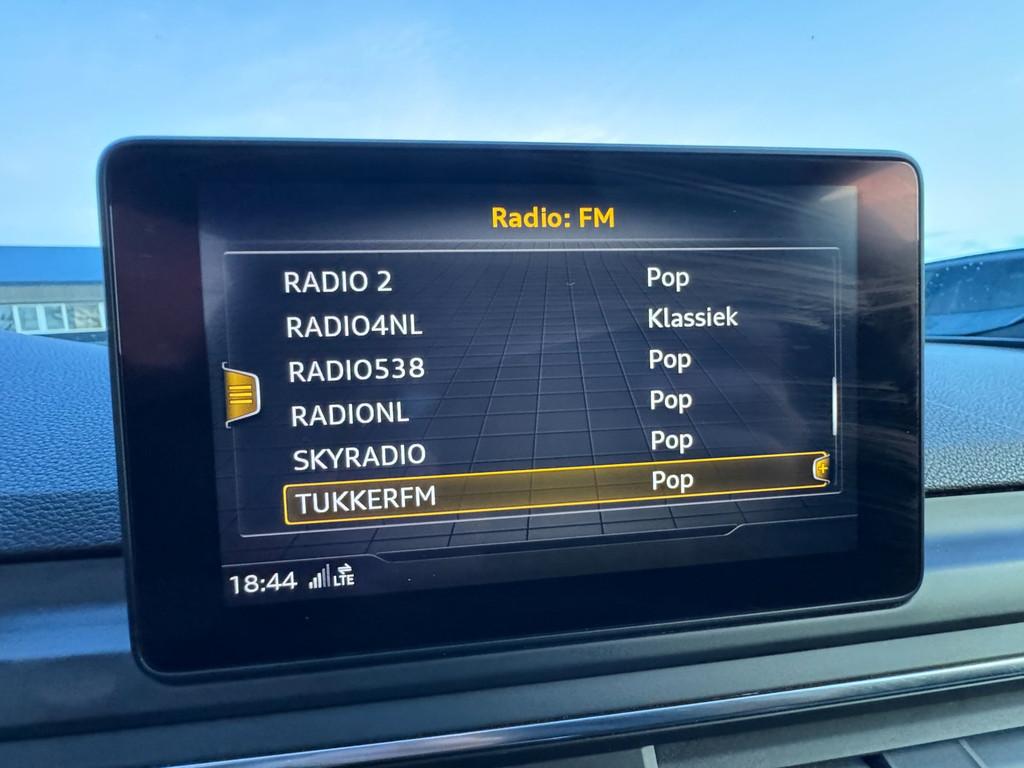 Radio: FM
RADIO 2 Pop
RADIO4NL Klassiek
RADIO538 Pop
RADIONL Pop
SKYRADIO Pop
TUKKERFM Pop
18:44 LTE